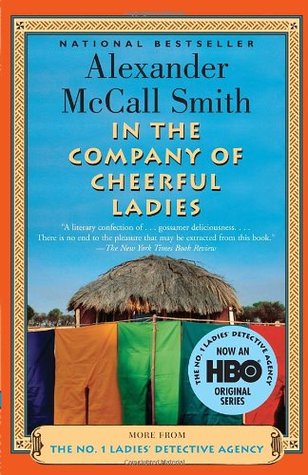 NATIONAL BESTSELLER
Alexander
McCall Smith
IN THE
COMPANY OF
CHEERFUL
LADIES
"A literary confection of . . . gossamer deliciousness. . . .
There is no end to the pleasure that may be extracted from this book."
—The New York Times Book Review
THE NO. 1 LADIES' DETECTIVE AGENCY
NOW AN
HBO
ORIGINAL
SERIES
MORE FROM
THE NO. 1 LADIES' DETECTIVE AGENCY